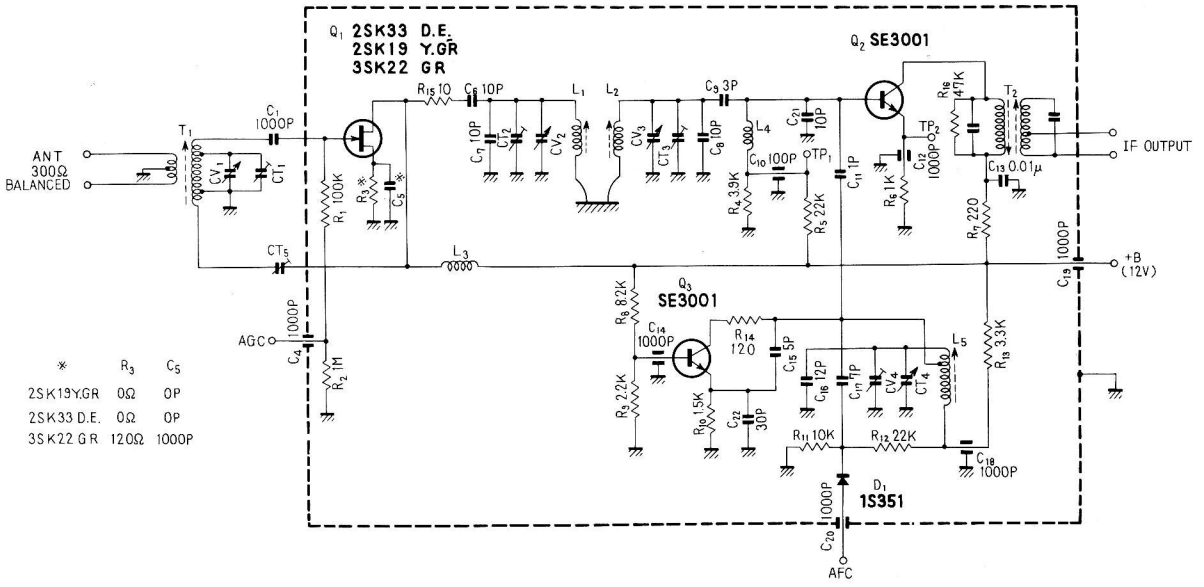 Q1 2SK33 D.E.
2SK19 Y.GR
3SK22 GR
Q2 SE3001
R15 10
C6 10P
L1
L2
C9 3P
R16 47K
T2
C1
1000P
T1
ANT
300Ω
BALANCED
CV1
CT1
R1 100K
R3 *
C5 *
C7 10P
CT2
CV2
CV3
CT3
C8 10P
L4
C21
10P
C10 100P
TP1
R4 3.9K
R5 22K
C11 1P
TP2
C12
1000P
R6 1K
C13 0.01μ
R7 220
IF OUTPUT
CT5
L3
C19 1000P
+B
(12V)
AGC
C4
1000P
R2 1M
R8 8.2K
Q3
SE3001
C14
1000P
R14
120
C15 5P
L5
R13 3.3K
R9 2.2K
R10 1.5K
C22
30P
C16 12P
C17 7P
CV4
CT4
R11 10K
R12 22K
C18
1000P
D1
1S351
C20
1000P
AFC
* R3 C5
2SK19Y.GR 0Ω 0P
2SK33 D.E. 0Ω 0P
3SK22 GR 120Ω 1000P